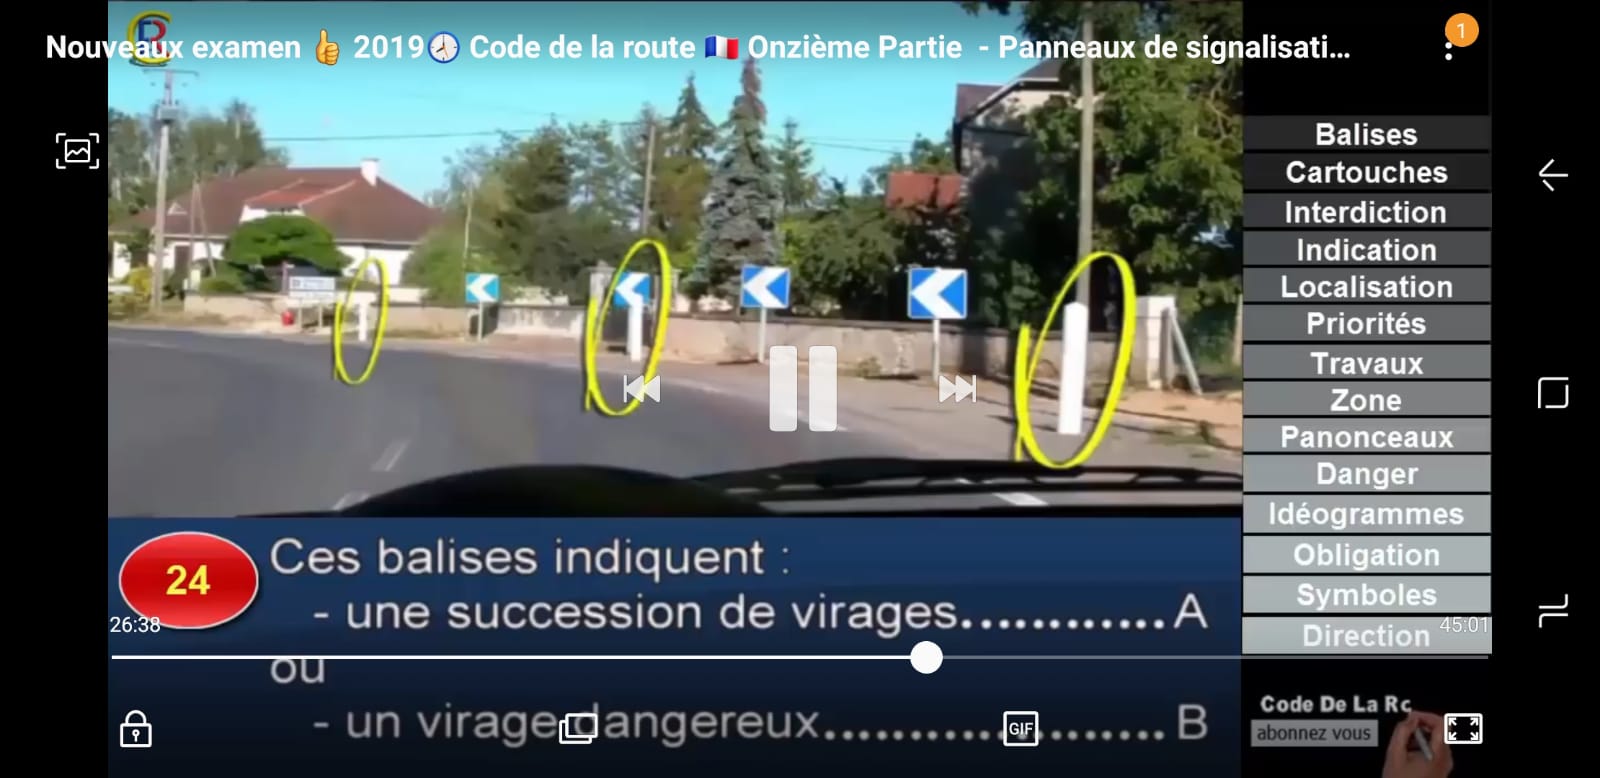 Nouveaux examen 👍 2019🕗 Code de la route 🇫🇷 Onzième Partie - Panneaux de signalisati...
1
Balises
Cartouches
Interdiction
Indication
Localisation
Priorités
Travaux
Zone
Panonceaux
Danger
Idéogrammes
Obligation
Symboles
Direction
24
Ces balises indiquent :
- une succession de virages............A
ou
- un virage dangereux....................B
26:38
45:01
GIF
Code De La Rc
abonnez vous